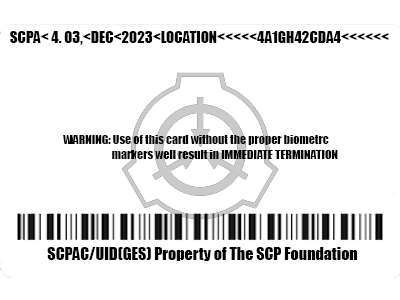 SCPA< 4. 03,<DEC<2023<LOCATION<<<<<4A1GH42CDA4<<<<<<
WARNING: Use of this card without the proper biometrc
markers well result in IMMEDIATE TERMINATION
SCPAC/UID(GES) Property of The SCP Foundation